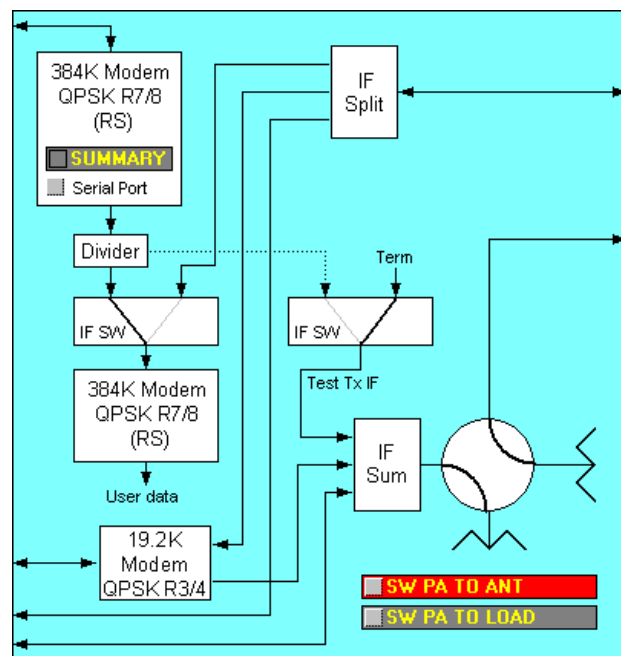 384K Modem
QPSK R7/8
(RS)
SUMMARY
Serial Port
IF
Split
Divider
Term
IF SW
IF SW
384K Modem
QPSK R7/8
(RS)
Test Tx IF
IF
Sum
User data
19.2K
Modem
QPSK R3/4
SW PA TO ANT
SW PA TO LOAD